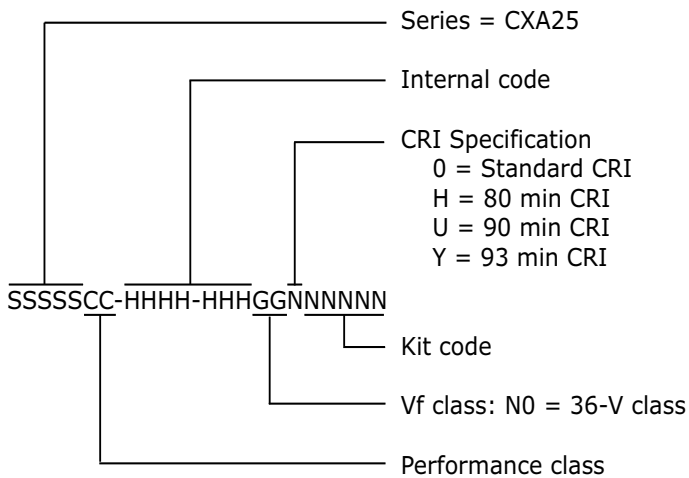 Series = CXA25
Internal code
CRI Specification
0 = Standard CRI
H = 80 min CRI
U = 90 min CRI
Y = 93 min CRI
SSSSSCC-HHHH-HHHGGNNNNNN
Kit code
Vf class: N0 = 36-V class
Performance class